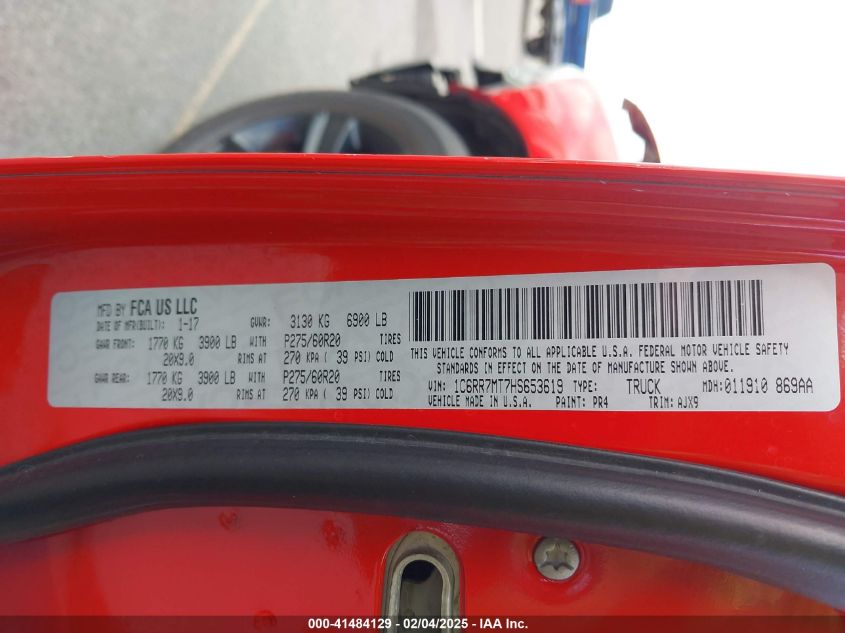 MFD BY FCA US LLC
DATE OF MFR(BUILT): 1-17 GVWR: 3130 KG 6900 LB
GAWR FRONT: 1770 KG 3900 LB WITH P275/60R20 TIRES
20X9.0 RIMS AT 270 KPA ( 39 PSI) COLD
GAWR REAR: 1770 KG 3900 LB WITH P275/60R20 TIRES
20X9.0 RIMS AT 270 KPA ( 39 PSI) COLD
THIS VEHICLE CONFORMS TO ALL APPLICABLE U.S.A. FEDERAL MOTOR VEHICLE SAFETY
STANDARDS IN EFFECT ON THE DATE OF MANUFACTURE SHOWN ABOVE.
VIN: 1C6RR7MT7HS653619 TYPE: TRUCK MDH:011910 869AA
VEHICLE MADE IN U.S.A. PAINT: PR4 TRIM: AJX9
000-41484129 - 02/04/2025 - IAA Inc.